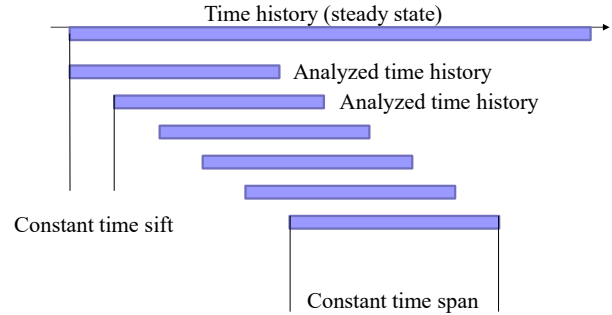 Time history (steady state)
Analyzed time history
Analyzed time history
Constant time sift
Constant time span